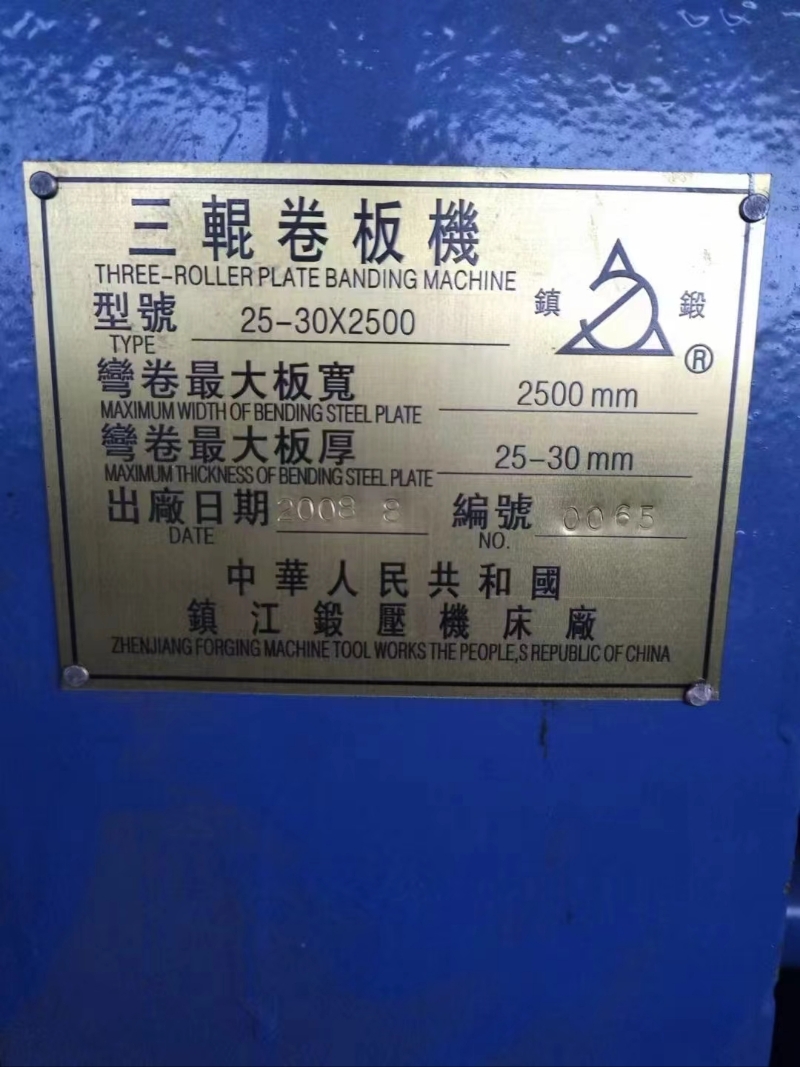 三輥卷板機
THREE-ROLLER PLATE BANDING MACHINE
型號 25-30X2500
TYPE
鎮 鍛
®
彎卷最大板寬 2500 mm
MAXIMUM WIDTH OF BENDING STEEL PLATE
彎卷最大板厚 25-30 mm
MAXIMUM THICKNESS OF BENDING STEEL PLATE
出廠日期 2008 8 編號 0065
DATE NO.
中華人民共和國
鎮江鍛壓機床廠
ZHENJIANG FORGING MACHINE TOOL WORKS THE PEOPLE,S REPUBLIC OF CHINA